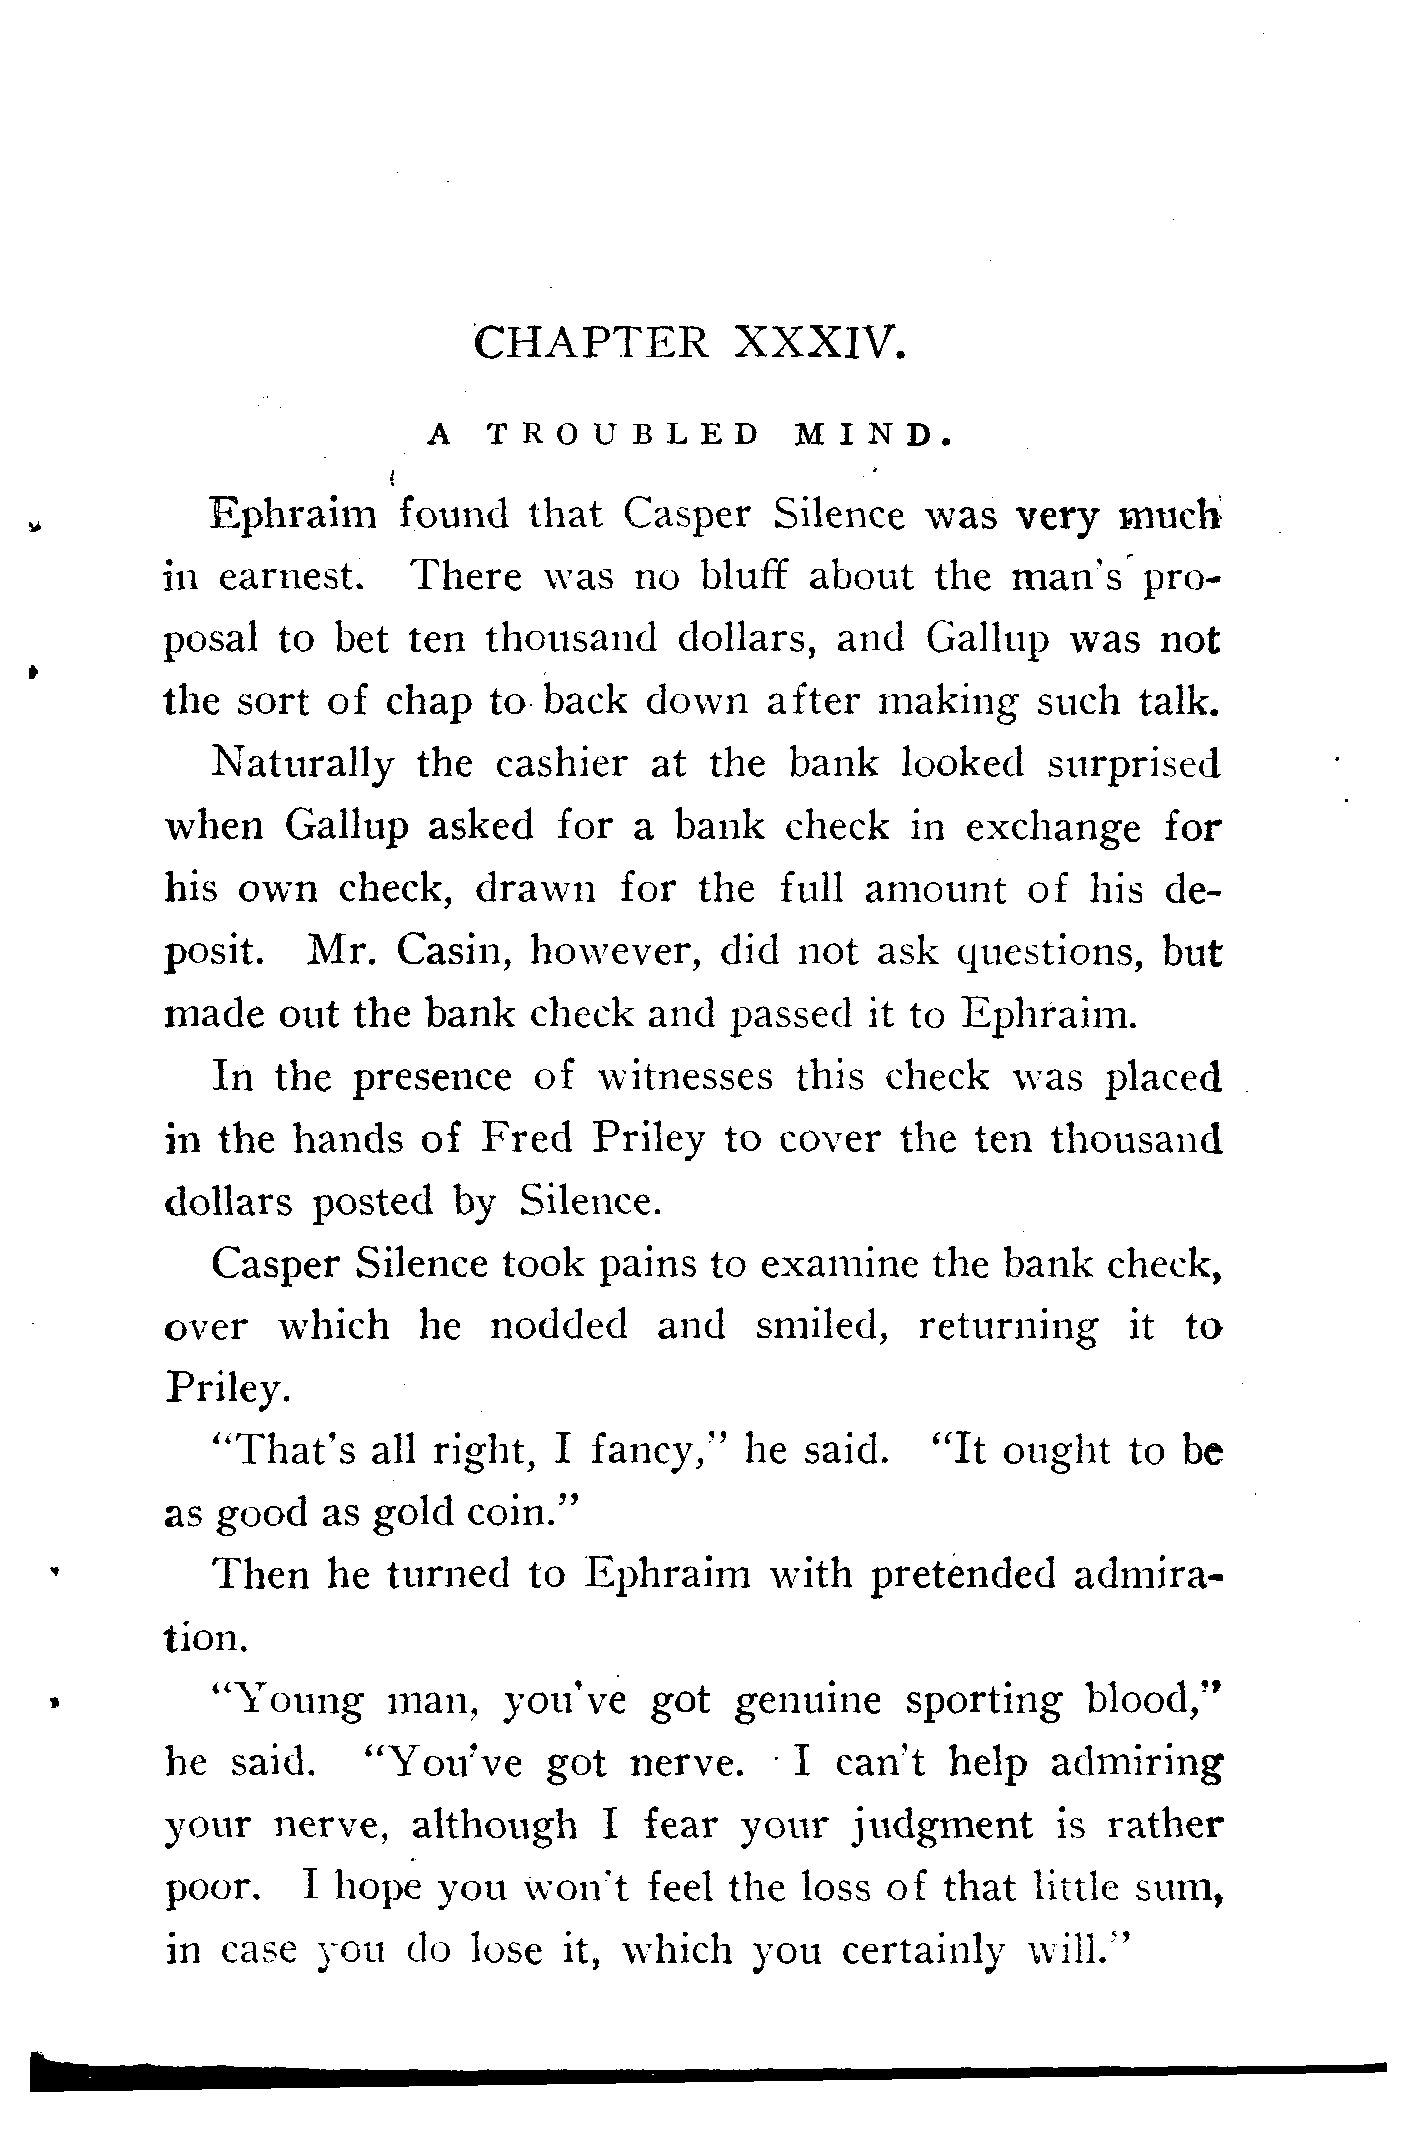 CHAPTER XXXIV.
A TROUBLED MIND.
Ephraim found that Casper Silence was very much
in earnest. There was no bluff about the man's pro-
posal to bet ten thousand dollars, and Gallup was not
the sort of chap to back down after making such talk.
Naturally the cashier at the bank looked surprised
when Gallup asked for a bank check in exchange for
his own check, drawn for the full amount of his de-
posit. Mr. Casin, however, did not ask questions, but
made out the bank check and passed it to Ephraim.
In the presence of witnesses this check was placed
in the hands of Fred Priley to cover the ten thousand
dollars posted by Silence.
Casper Silence took pains to examine the bank check,
over which he nodded and smiled, returning it to
Priley.
"That's all right, I fancy," he said. "It ought to be
as good as gold coin."
Then he turned to Ephraim with pretended admira-
tion.
"Young man, you've got genuine sporting blood,"
he said. "You've got nerve. I can't help admiring
your nerve, although I fear your judgment is rather
poor. I hope you won't feel the loss of that little sum,
in case you do lose it, which you certainly will."